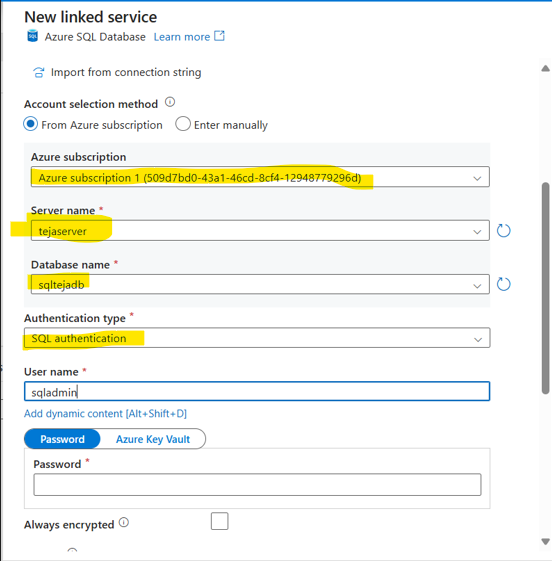 New linked service
Azure SQL Database Learn more
Import from connection string
Account selection method
From Azure subscription Enter manually
Azure subscription
Azure subscription 1 (509d7bd0-43a1-46cd-8cf4-12948779296d)
Server name *
tejaserver
Database name *
sqltejadb
Authentication type *
SQL authentication
User name *
sqladmin
Add dynamic content [Alt+Shift+D]
Password Azure Key Vault
Password *
Always encrypted